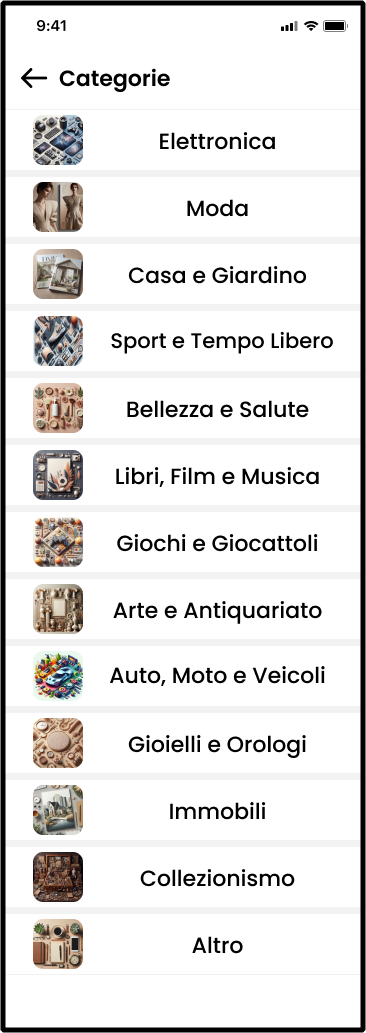 9:41
Categorie
Elettronica
Moda
Casa e Giardino
Sport e Tempo Libero
Bellezza e Salute
Libri, Film e Musica
Giochi e Giocattoli
Arte e Antiquariato
Auto, Moto e Veicoli
Gioielli e Orologi
Immobili
Collezionismo
Altro